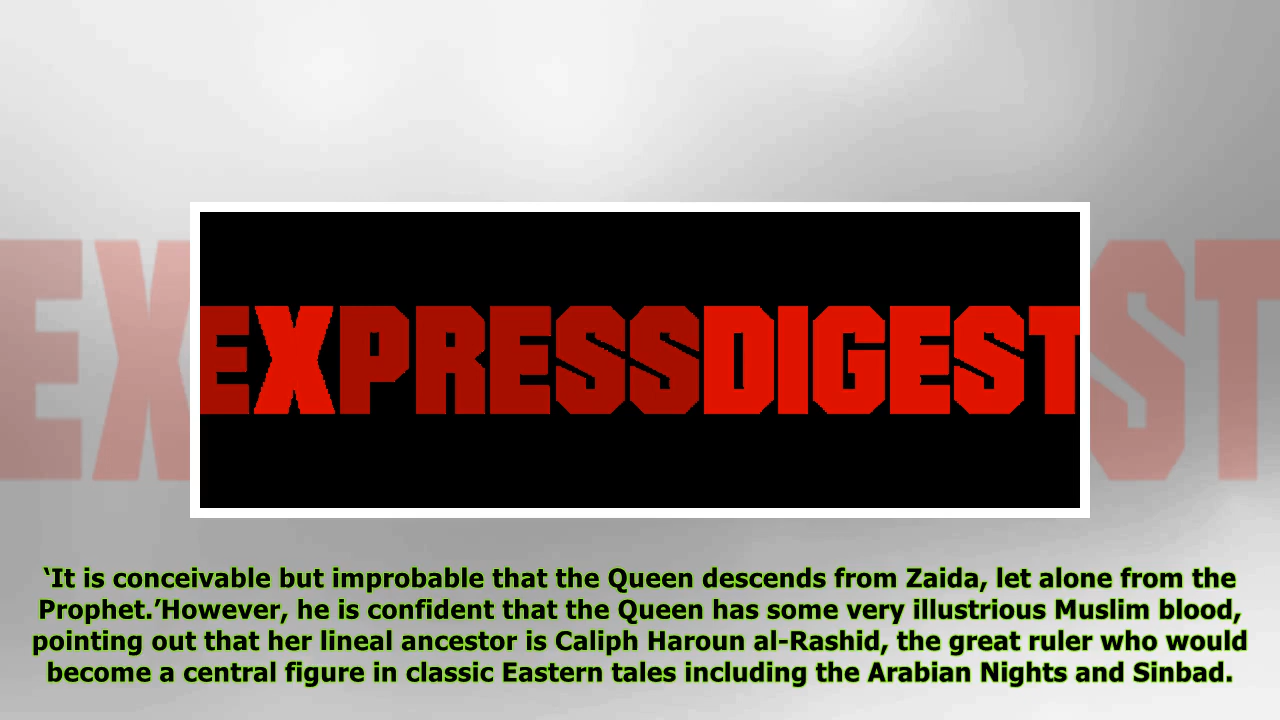 EXPRESSDIGEST
EX
ST
‘It is conceivable but improbable that the Queen descends from Zaida, let alone from the
Prophet.’However, he is confident that the Queen has some very illustrious Muslim blood,
pointing out that her lineal ancestor is Caliph Haroun al-Rashid, the great ruler who would
become a central figure in classic Eastern tales including the Arabian Nights and Sinbad.